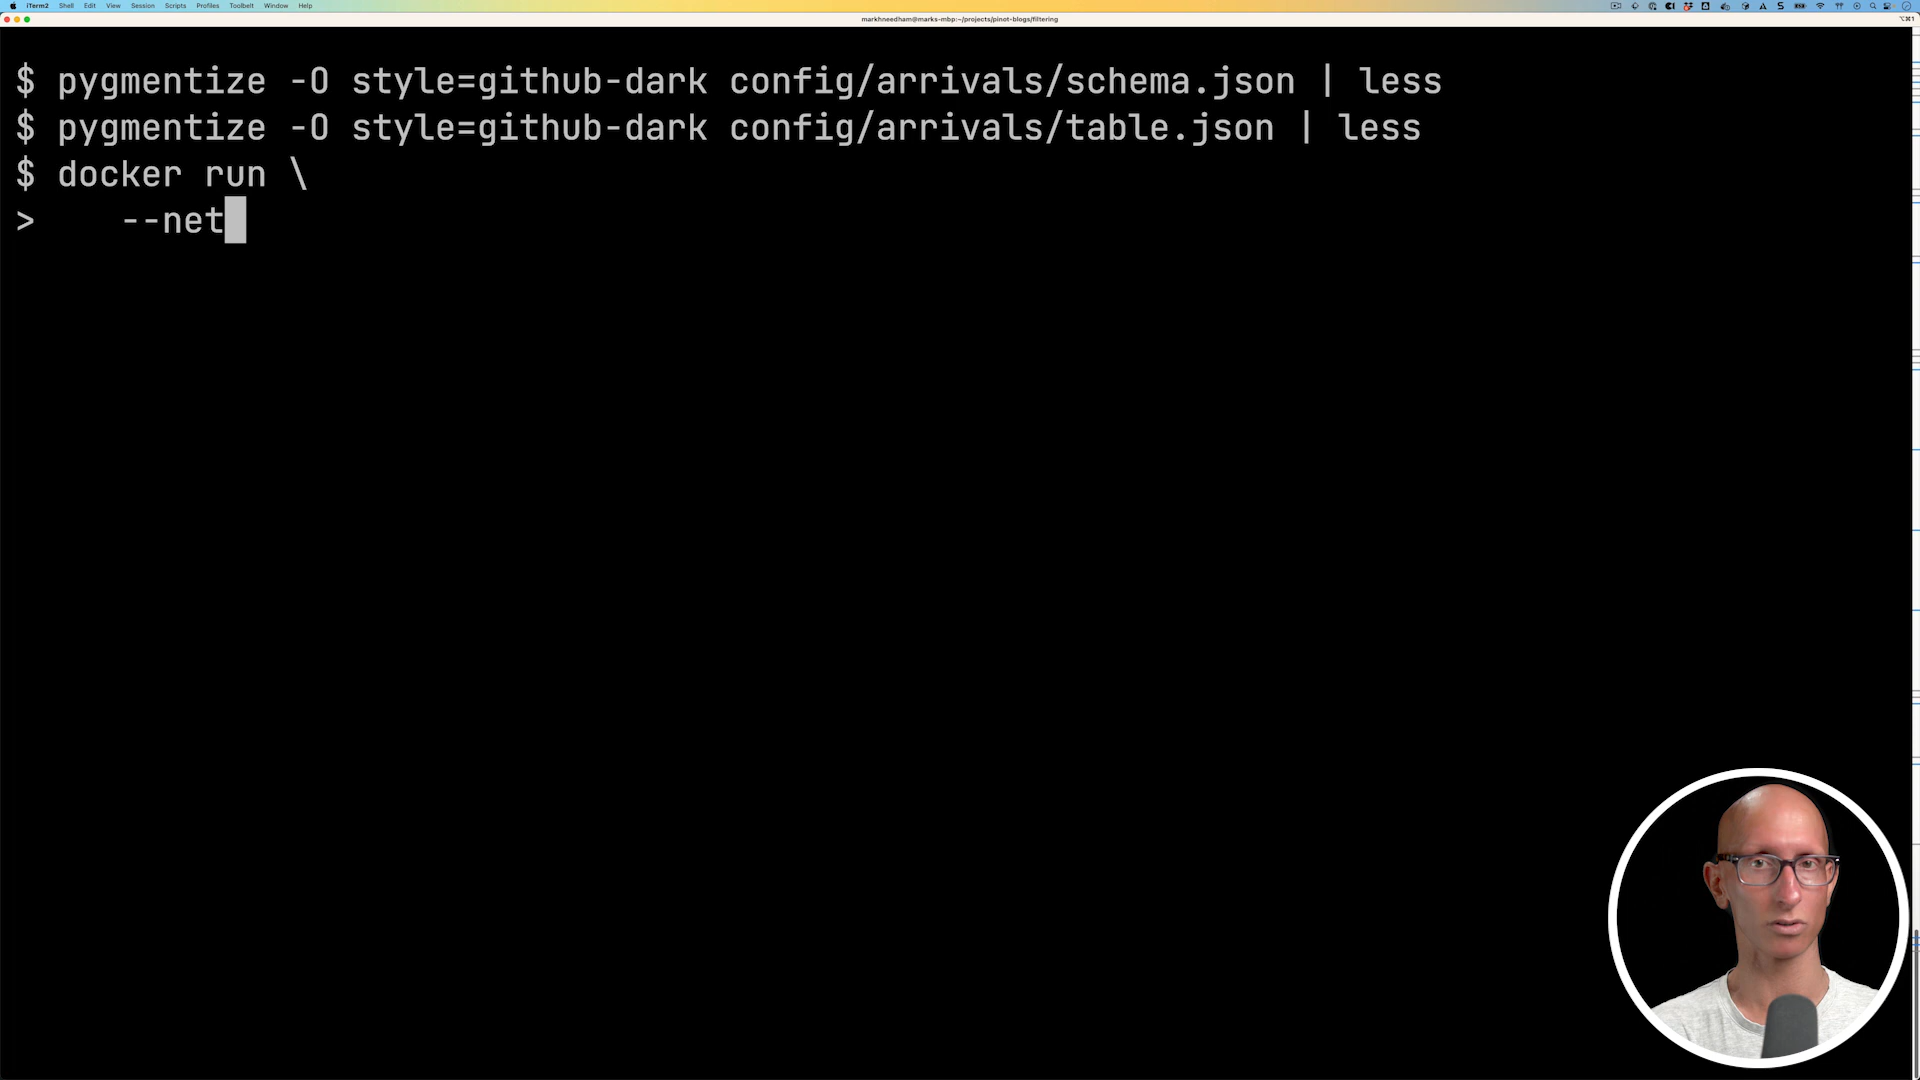 iTerm2 Shell Edit View Session Scripts Profiles Toolbelt Window Help
markhneedham@marks-mbp:~/projects/pinot-blogs/filtering
⌥⌘1
$ pygmentize -O style=github-dark config/arrivals/schema.json | less
$ pygmentize -O style=github-dark config/arrivals/table.json | less
$ docker run \
>     --net